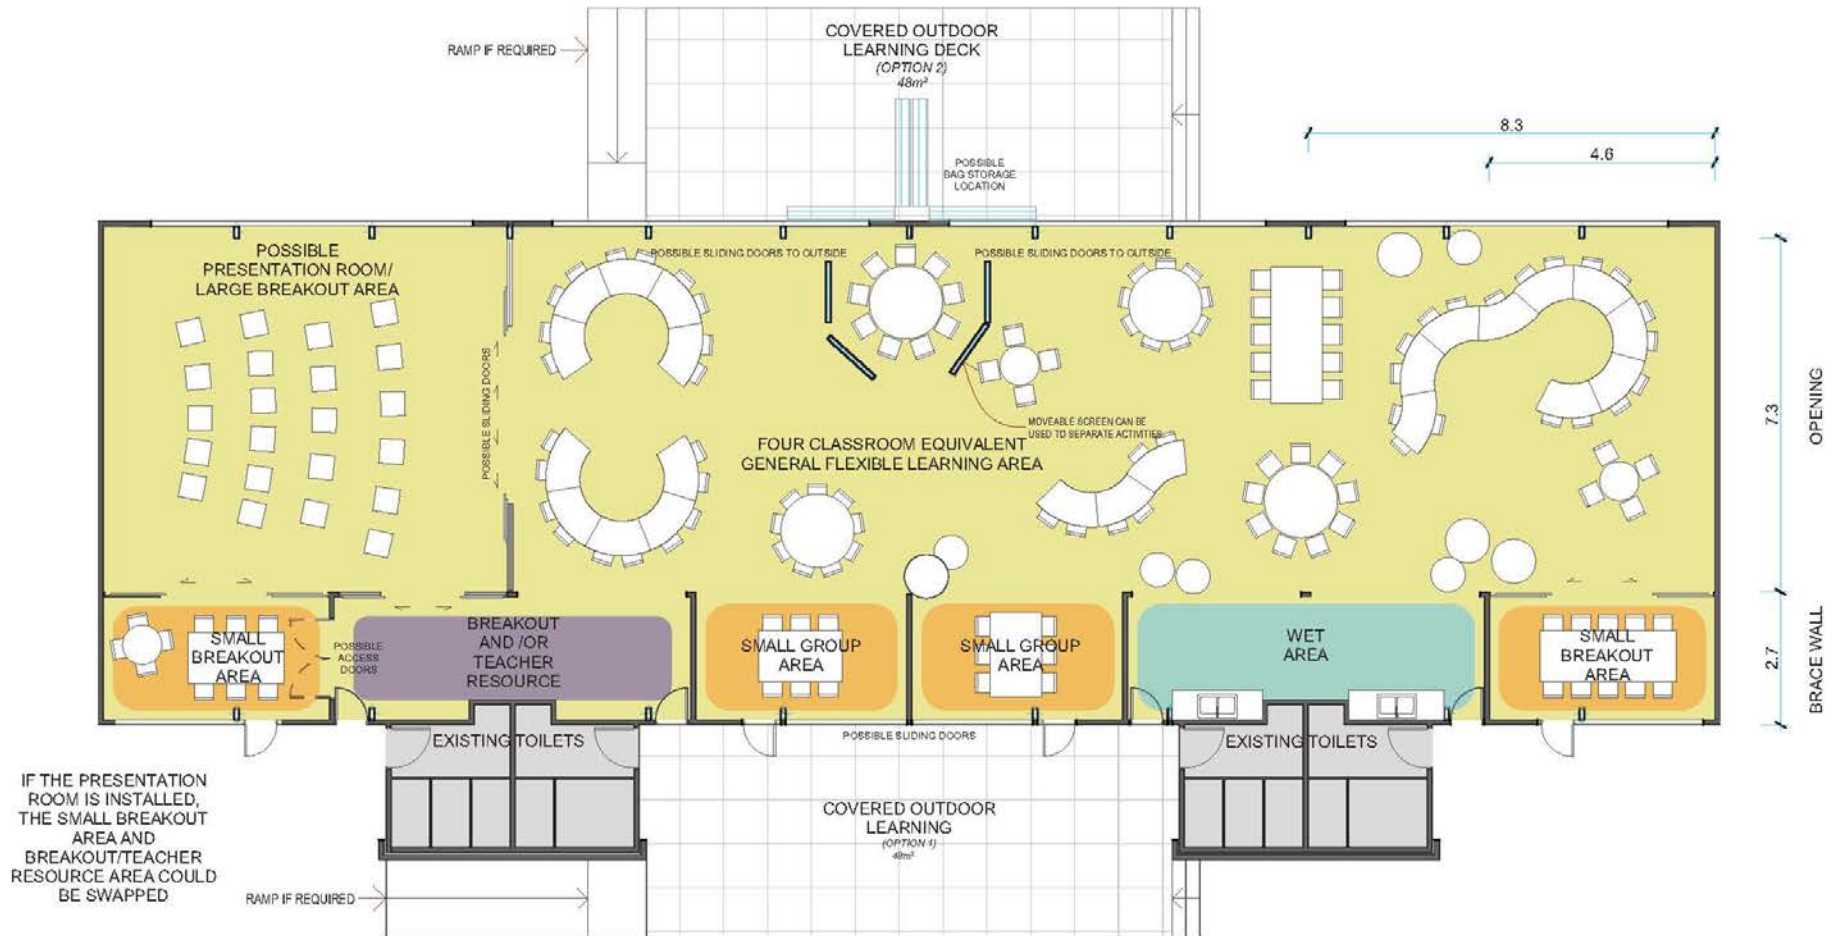 RAMP IF REQUIRED
COVERED OUTDOOR
LEARNING DECK
(OPTION 2)
48m²
8.3
4.6
POSSIBLE
BAG STORAGE
LOCATION
POSSIBLE
PRESENTATION ROOM/
LARGE BREAKOUT AREA
POSSIBLE SLIDING DOORS TO OUTSIDE
POSSIBLE SLIDING DOORS TO OUTSIDE
POSSIBLE SLIDING DOORS
MOVEABLE SCREEN CAN BE
USED TO SEPARATE ACTIVITIES
FOUR CLASSROOM EQUIVALENT
GENERAL FLEXIBLE LEARNING AREA
7.3
OPENING
SMALL
BREAKOUT
AREA
POSSIBLE
ACCESS
DOORS
BREAKOUT
AND /OR
TEACHER
RESOURCE
SMALL GROUP
AREA
SMALL GROUP
AREA
WET
AREA
SMALL
BREAKOUT
AREA
2.7
BRACE WALL
EXISTING TOILETS
POSSIBLE SLIDING DOORS
EXISTING TOILETS
IF THE PRESENTATION
ROOM IS INSTALLED,
THE SMALL BREAKOUT
AREA AND
BREAKOUT/TEACHER
RESOURCE AREA COULD
BE SWAPPED
COVERED OUTDOOR
LEARNING
(OPTION 1)
48m²
RAMP IF REQUIRED